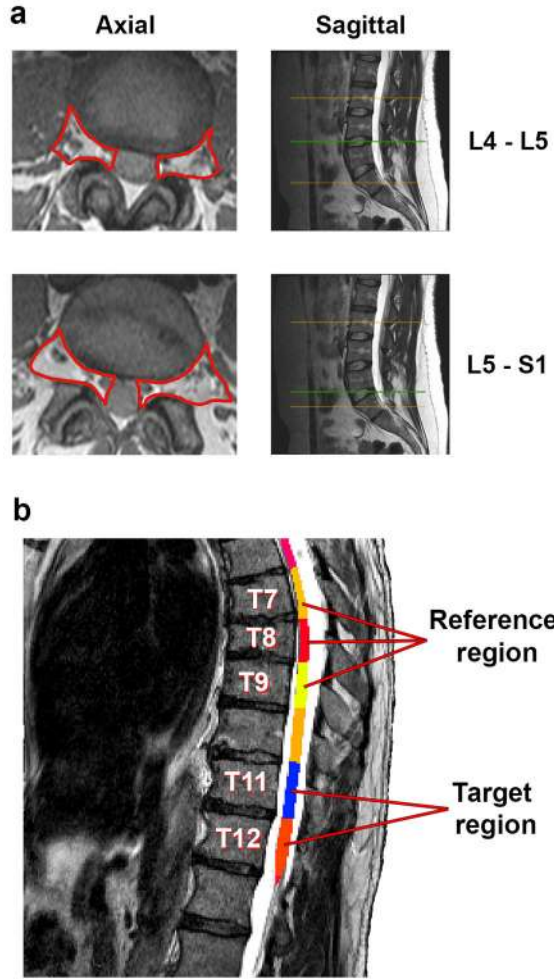 a
Axial
Sagittal
L4 - L5
L5 - S1
b
T7
T8
T9
T11
T12
Reference
region
Target
region